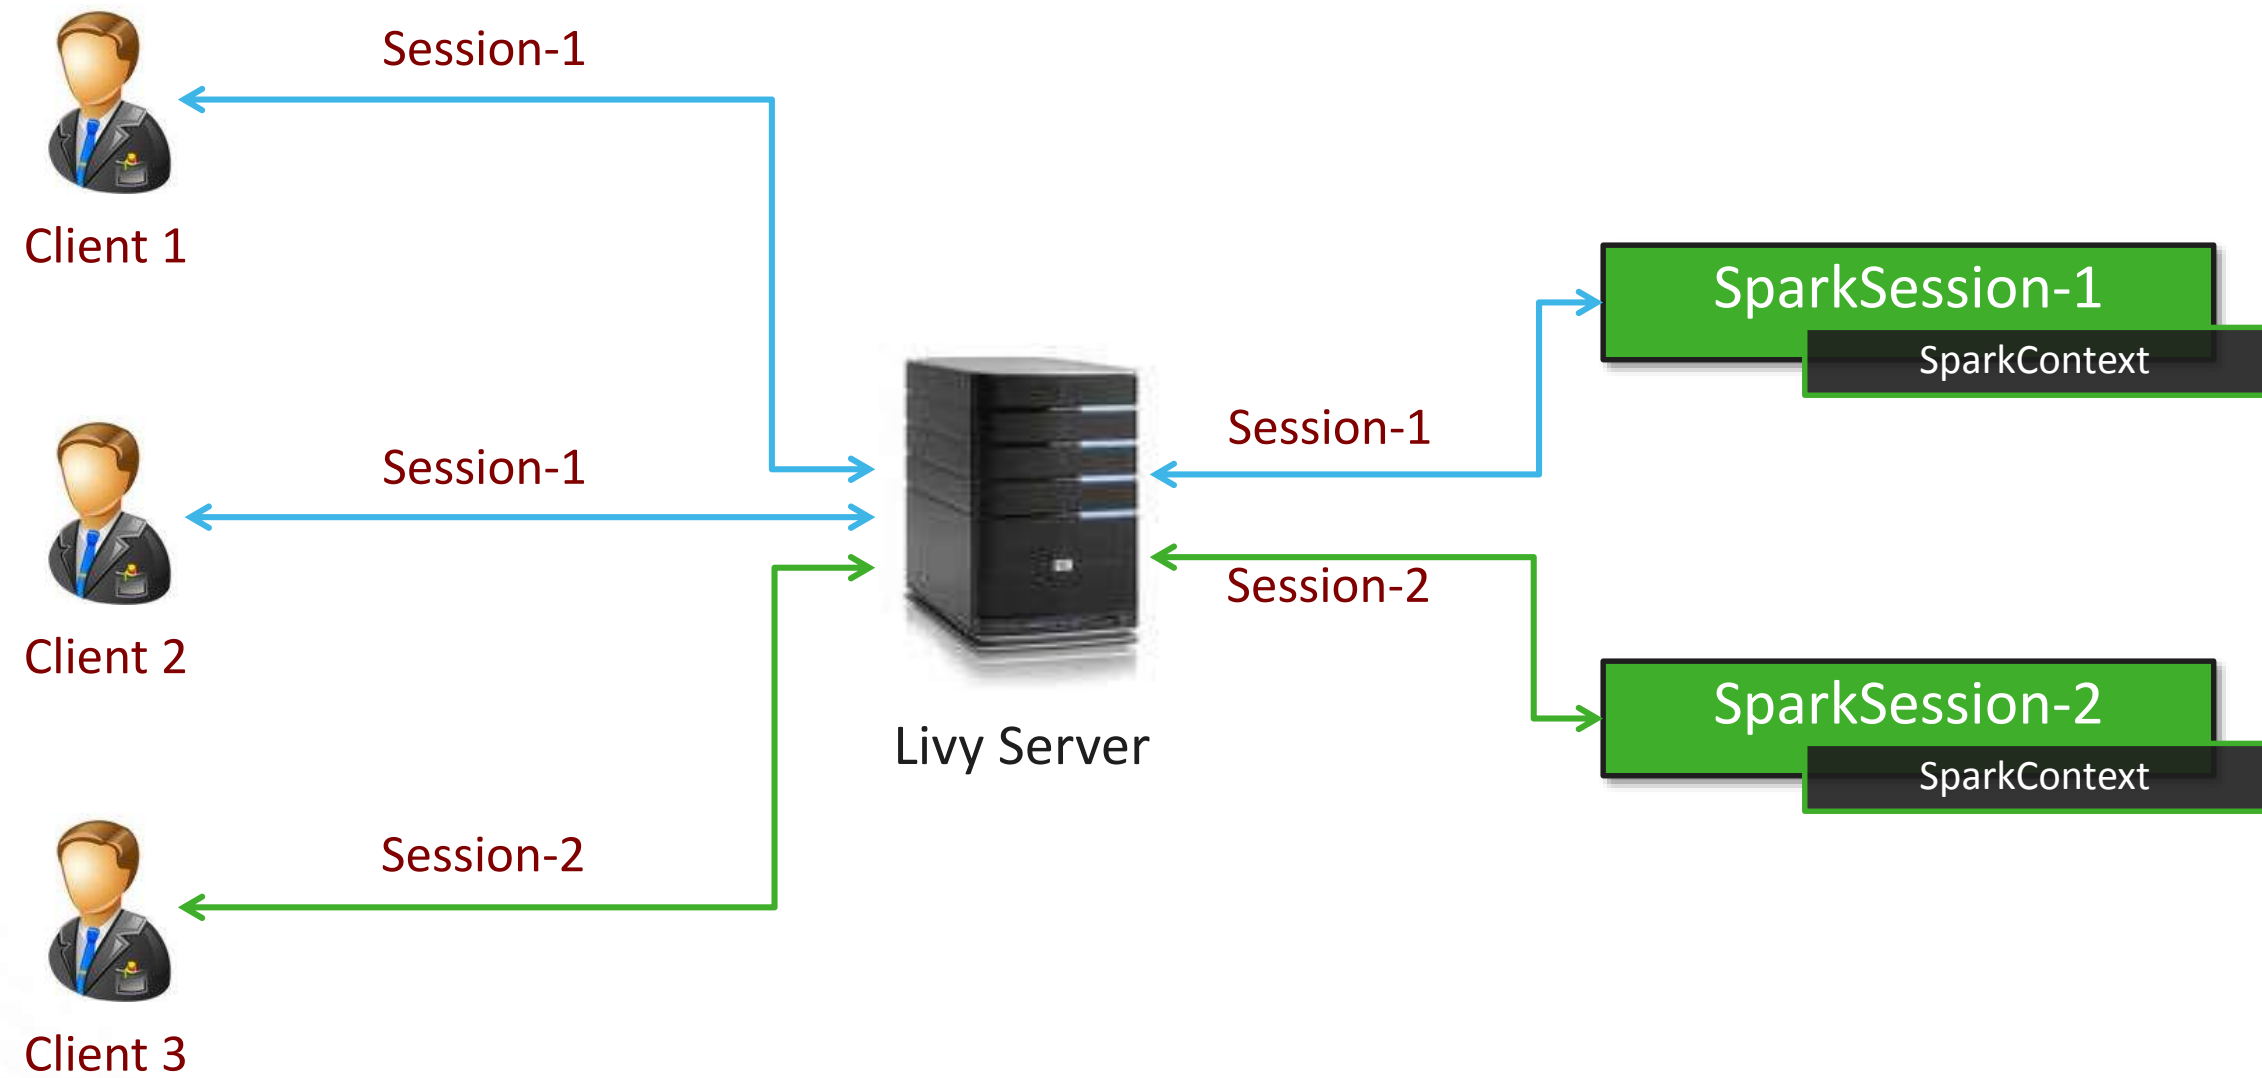 Session-1
Client 1
SparkSession-1
SparkContext
Session-1
Session-1
Client 2
Session-2
SparkSession-2
SparkContext
Livy Server
Session-2
Client 3